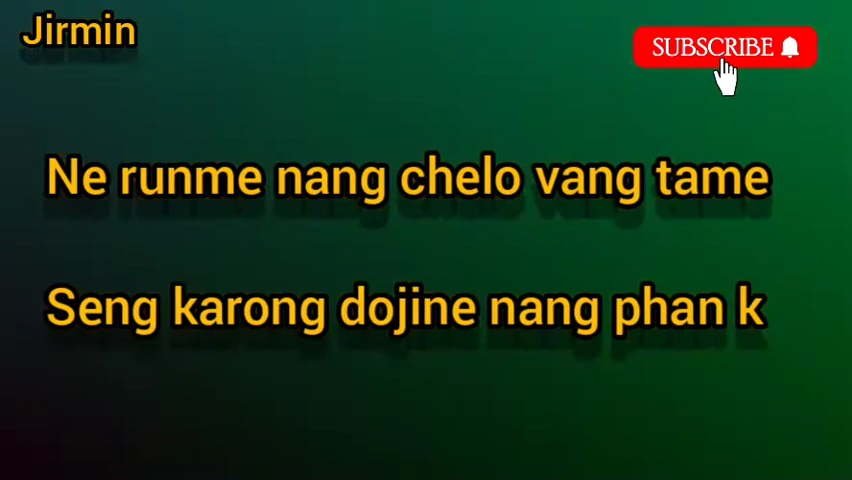 Jirmin
SUBSCRIBE
Ne runme nang chelo vang tame
Seng karong dojine nang phan k